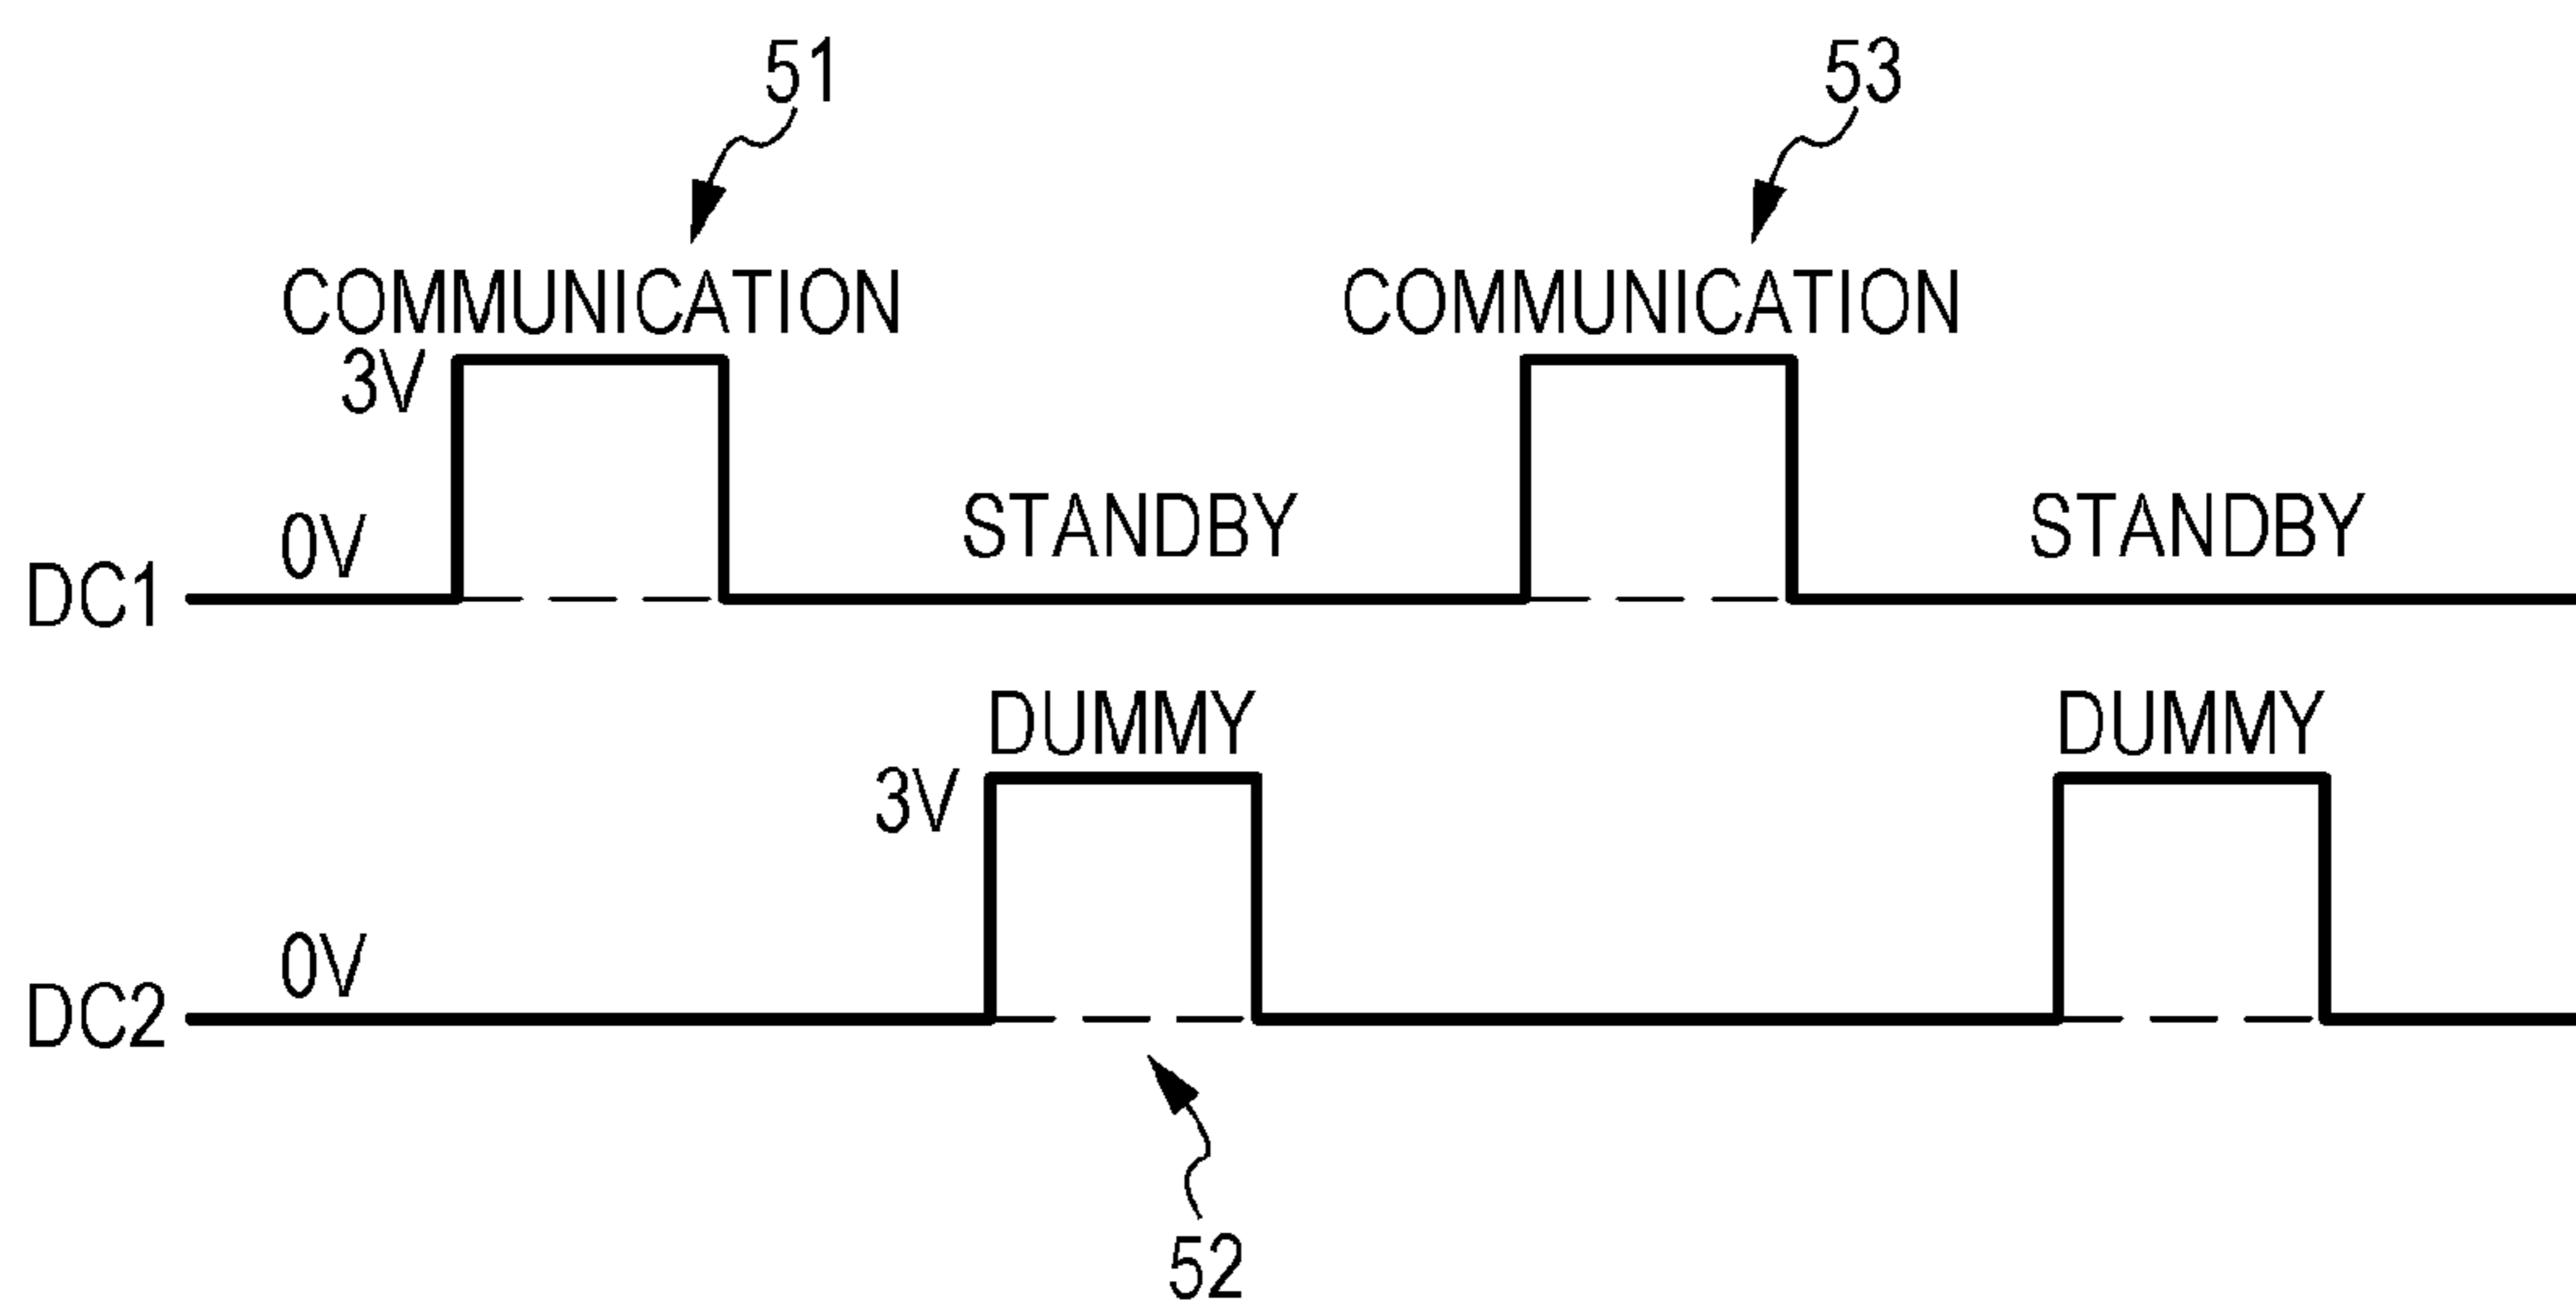 51
53
COMMUNICATION
COMMUNICATION
3V
0V
STANDBY
STANDBY
DC1
DUMMY
DUMMY
3V
0V
DC2
52